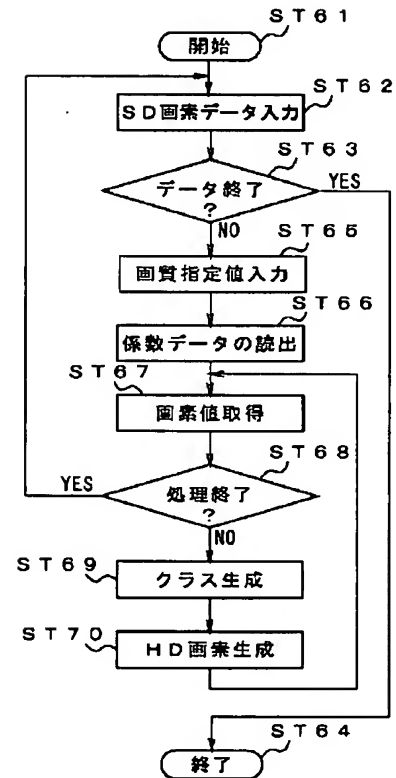 ST61
開始
ST62
SD画素データ入力
ST63
データ終了
?
YES
NO
ST65
画質指定値入力
ST66
係数データの読出
ST67
画素値取得
ST68
YES
処理終了
?
NO
ST69
クラス生成
ST70
HD画素生成
ST64
終了